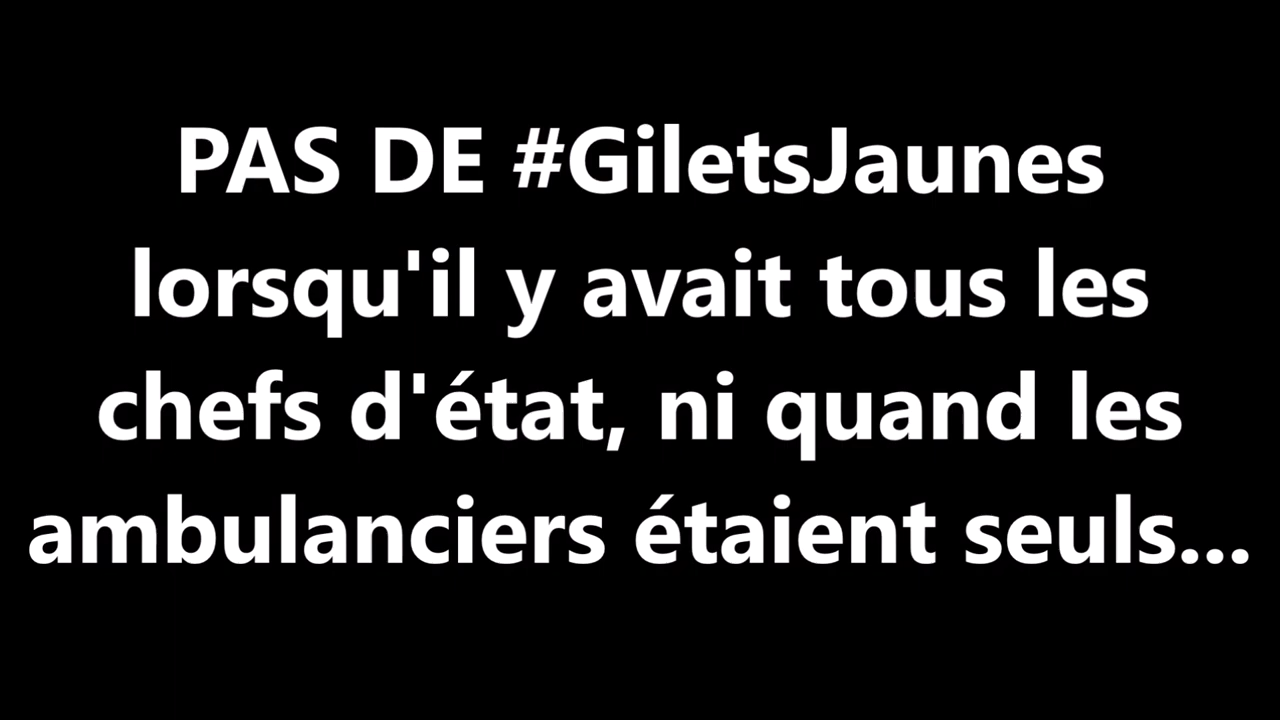 PAS DE #GiletsJaunes
lorsqu'il y avait tous les
chefs d'état, ni quand les
ambulanciers étaient seuls...